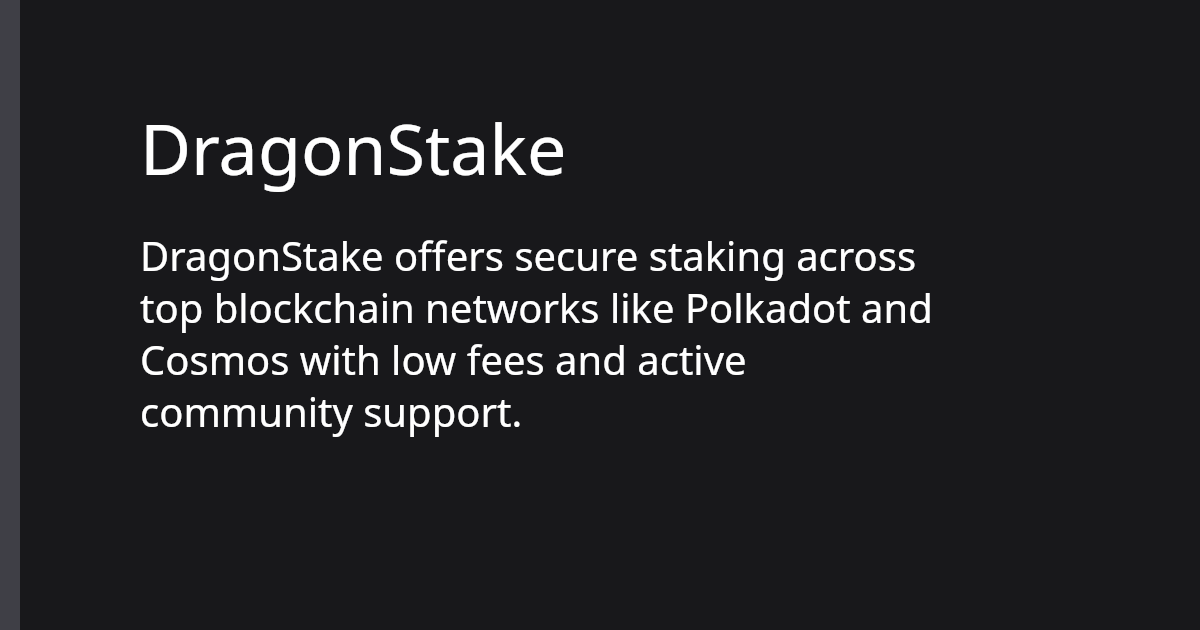 DragonStake
DragonStake offers secure staking across
top blockchain networks like Polkadot and
Cosmos with low fees and active
community support.